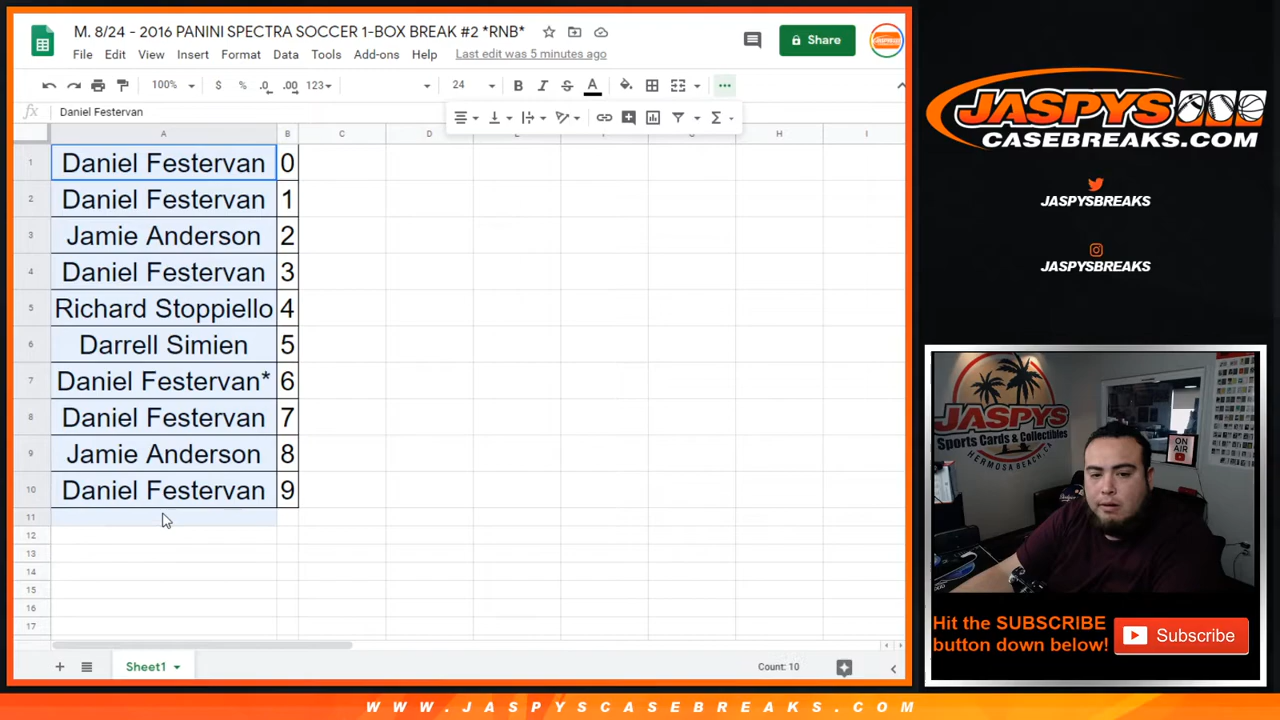 M. 8/24 - 2016 PANINI SPECTRA SOCCER 1-BOX BREAK #2 *RNB*
File Edit View Insert Format Data Tools Add-ons Help Last edit was 5 minutes ago
Share
100% $ % .0 .00 123 24 B I S A
fx Daniel Festervan
A B C D H I
1 Daniel Festervan 0
2 Daniel Festervan 1
3 Jamie Anderson 2
4 Daniel Festervan 3
5 Richard Stoppiello 4
6 Darrell Simien 5
7 Daniel Festervan* 6
8 Daniel Festervan 7
9 Jamie Anderson 8
10 Daniel Festervan 9
11
12
13
14
15
16
17
Sheet1
Count: 10
JASPYS
CASEBREAKS.COM
JASPYSBREAKS
JASPYSBREAKS
JASPYS
Sports Cards & Collectibles
HERMOSA BEACH, CA
ON AIR
Hit the SUBSCRIBE
button down below!
Subscribe
WWW.JASPYSCASEBREAKS.COM